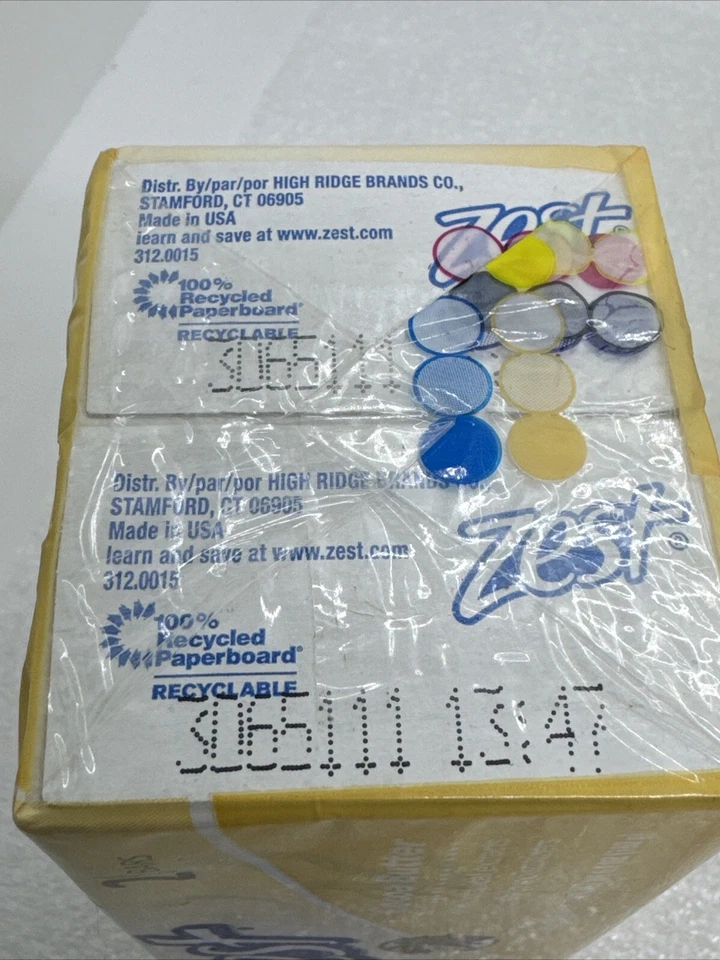 Distr. By/par/por HIGH RIDGE BRANDS CO.,
STAMFORD, CT 06905
Made in USA
learn and save at www.zest.com
312.0015
100%
Recycled
Paperboard®
RECYCLABLE
Zest
3065111
Distr. By/par/por HIGH RIDGE BRANDS CO.
STAMFORD, CT 06905
Made in USA
learn and save at www.zest.com
312.0015
Zest®
100%
Recycled
Paperboard®
RECYCLABLE
3065111 13:47